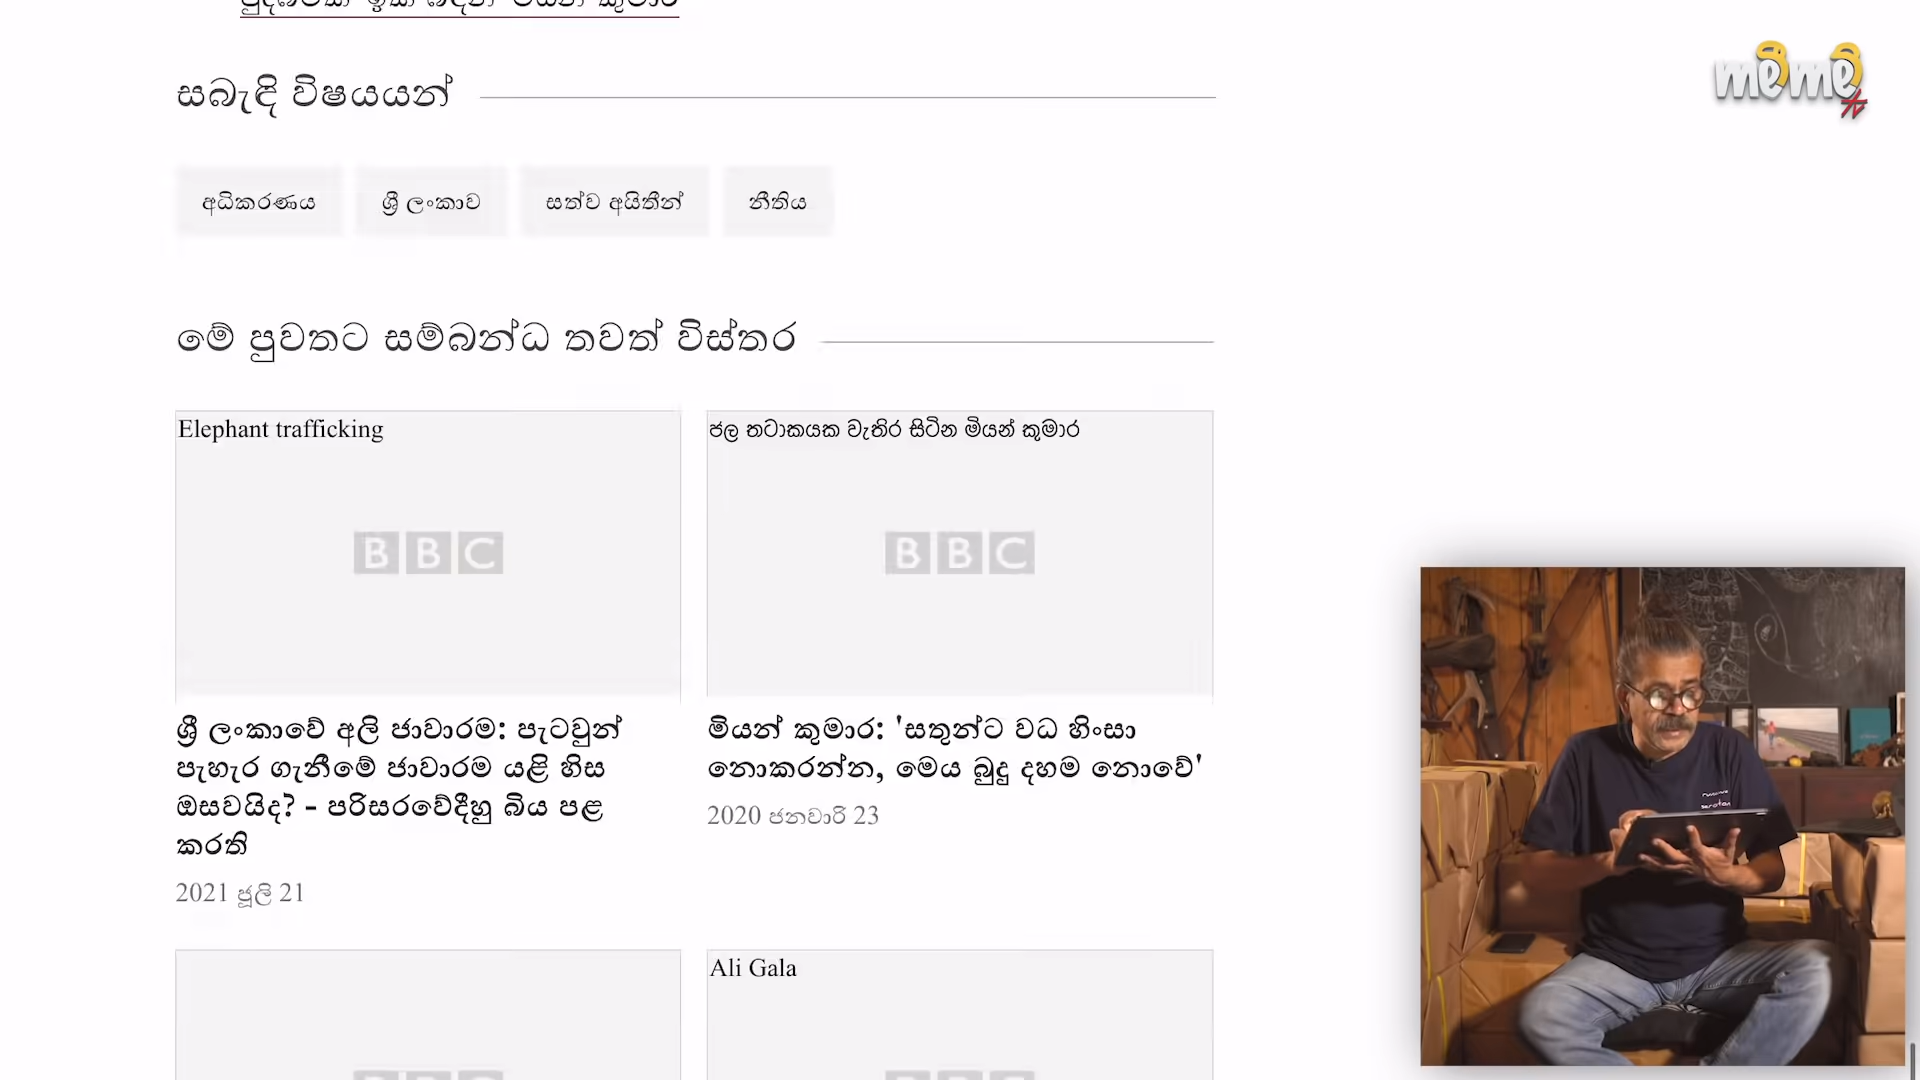 සබැඳි විෂයයන්
අධිකරණය
ශ්‍රී ලංකාව
සත්ව අයිතීන්
නීතිය
මේ පුවතට සම්බන්ධ තවත් විස්තර
Elephant trafficking
BBC
ශ්‍රී ලංකාවේ අලි ජාවාරම: පැටවුන්
පැහැර ගැනීමේ ජාවාරම යළි හිස
ඔසවයිද? - පරිසරවේදීහු බිය පළ
කරති
2021 ජූලි 21
ජල තටාකයක වැතිර සිටින මියන් කුමාර
BBC
මියන් කුමාර: 'සතුන්ට වධ හිංසා
නොකරන්න, මෙය බුදු දහම නොවේ'
2020 ජනවාරි 23
Ali Gala
meme
tv